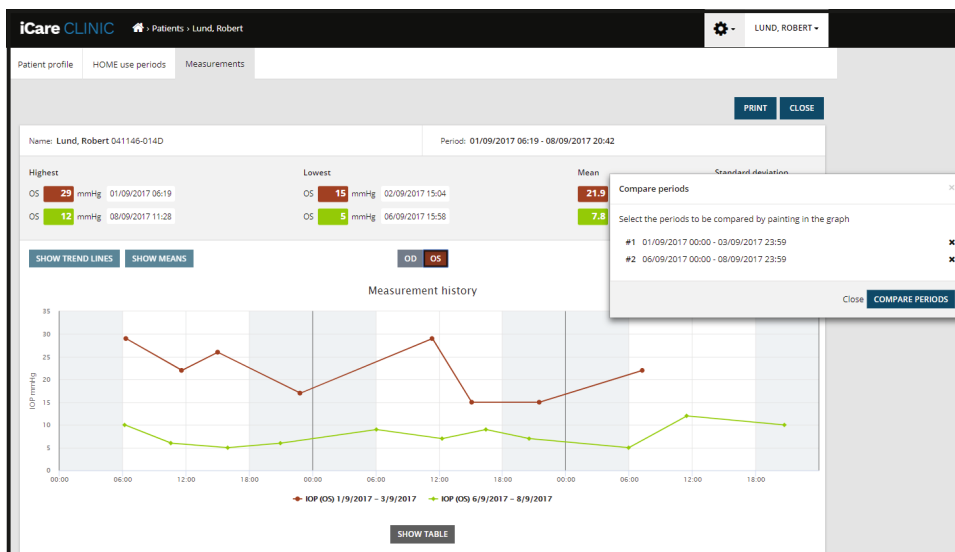 iCare CLINIC › Patients › Lund, Robert LUND, ROBERT
Patient profile HOME use periods Measurements
PRINT CLOSE
Name: Lund, Robert 041146-014D Period: 01/09/2017 06:19 - 08/09/2017 20:42
Highest Lowest Mean Standard deviation
OS 29 mmHg 01/09/2017 06:19 OS 15 mmHg 02/09/2017 15:04 21.9
OS 12 mmHg 08/09/2017 11:28 OS 5 mmHg 06/09/2017 15:58 7.8
Compare periods ×
Select the periods to be compared by painting in the graph
#1 01/09/2017 00:00 - 03/09/2017 23:59 ×
#2 06/09/2017 00:00 - 08/09/2017 23:59 ×
Close COMPARE PERIODS
SHOW TREND LINES SHOW MEANS OD OS
Measurement history
IOP mmHg
35
30
25
20
15
10
5
0
00:00 06:00 12:00 18:00 00:00 06:00 12:00 18:00 00:00 06:00 12:00 18:00
IOP (OS) 1/9/2017 – 3/9/2017 IOP (OS) 6/9/2017 – 8/9/2017
SHOW TABLE